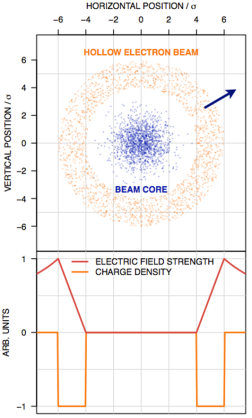 HORIZONTAL POSITION / σ
−6 −4 −2 0 2 4 6
VERTICAL POSITION / σ
6
4
2
0
−2
−4
−6
HOLLOW ELECTRON BEAM
BEAM CORE
ARB. UNITS
1
0
−1
ELECTRIC FIELD STRENGTH
CHARGE DENSITY